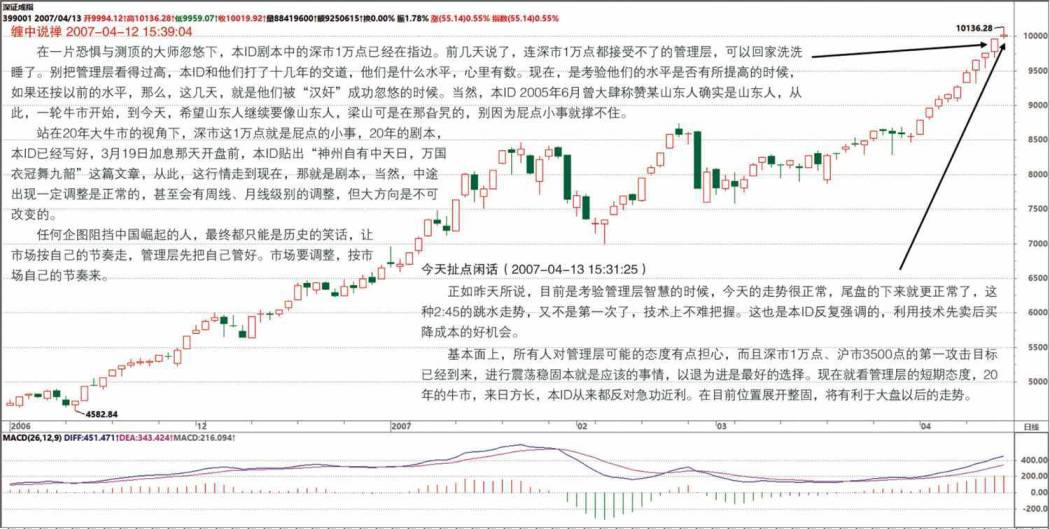 深证成指
399001 2007/04/13 开9994.12↑高10136.28↑低9959.07↑收10019.92↑量88419600↑额9250615↑换0.00% 振1.78% 涨(55.14)0.55% 指数(55.14)0.55%
缠中说禅 2007-04-12 15:39:04
在一片恐惧与测顶的大师忽悠下，本ID剧本中的深市1万点已经在指边。前几天说了，连深市1万点都接受不了的管理层，可以回家洗洗
睡了。别把管理层看得过高，本ID和他们打了十几年的交道，他们是什么水平，心里有数。现在，是考验他们的水平是否有所提高的时候，
如果还按以前的水平，那么，这几天，就是他们被“汉奸”成功忽悠的时候。当然，本ID 2005年6月曾大肆称赞某山东人确实是山东人，从
此，一轮牛市开始，到今天，希望山东人继续要像山东人，梁山可是在那旮旯的，别因为屁点小事就撑不住。
站在20年大牛市的视角下，深市这1万点就是屁点的小事，20年的剧本，
本ID已经写好，3月19日加息那天开盘前，本ID贴出“神州自有中天日，万国
衣冠舞九韶”这篇文章，从此，这行情走到现在，那就是剧本，当然，中途
出现一定调整是正常的，甚至会有周线、月线级别的调整，但大方向是不可
改变的。
任何企图阻挡中国崛起的人，最终都只能是历史的笑话，让
市场按自己的节奏走，管理层先把自己管好。市场要调整，按市
场自己的节奏来。
今天扯点闲话（2007-04-13 15:31:25）
正如昨天所说，目前是考验管理层智慧的时候，今天的走势很正常，尾盘的下来就更正常了，这
种2:45的跳水走势，又不是第一次了，技术上不难把握。这也是本ID反复强调的，利用技术先卖后买
降成本的好机会。
基本面上，所有人对管理层可能的态度有点担心，而且深市1万点、沪市3500点的第一攻击目标
已经到来，进行震荡稳固本就是应该的事情，以退为进是最好的选择。现在就看管理层的短期态度，20
年的牛市，来日方长，本ID从来都反对急功近利。在目前位置展开整固，将有利于大盘以后的走势。
10136.28
4582.84
10000
9500
9000
8500
8000
7500
7000
6500
6000
5500
5000
2006 12 2007 02 03 04 日线
MACD(26,12,9) DIFF:451.471↑DEA:343.424↑MACD:216.094↑
400.00
200.00
0.00
-200.00